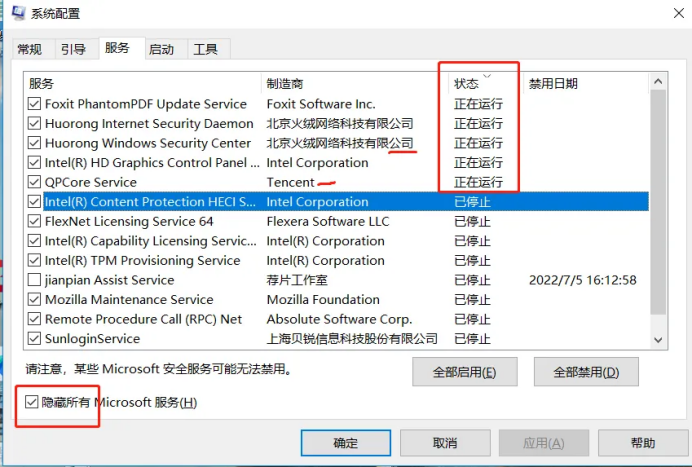 系统配置
常规 引导 服务 启动 工具
服务 制造商 状态 禁用日期
Foxit PhantomPDF Update Service Foxit Software Inc. 正在运行
Huorong Internet Security Daemon 北京火绒网络科技有限公司 正在运行
Huorong Windows Security Center 北京火绒网络科技有限公司 正在运行
Intel(R) HD Graphics Control Panel ... Intel Corporation 正在运行
QPCore Service Tencent 正在运行
Intel(R) Content Protection HECI S... Intel Corporation 已停止
FlexNet Licensing Service 64 Flexera Software LLC 已停止
Intel(R) Capability Licensing Servic... Intel(R) Corporation 已停止
Intel(R) TPM Provisioning Service Intel(R) Corporation 已停止
jianpian Assist Service 荐片工作室 已停止 2022/7/5 16:12:58
Mozilla Maintenance Service Mozilla Foundation 已停止
Remote Procedure Call (RPC) Net Absolute Software Corp. 已停止
SunloginService 上海贝锐信息科技股份有限公司 已停止
请注意，某些 Microsoft 安全服务可能无法禁用。
全部启用(E) 全部禁用(D)
隐藏所有 Microsoft 服务(H)
确定 取消 应用(A) 帮助